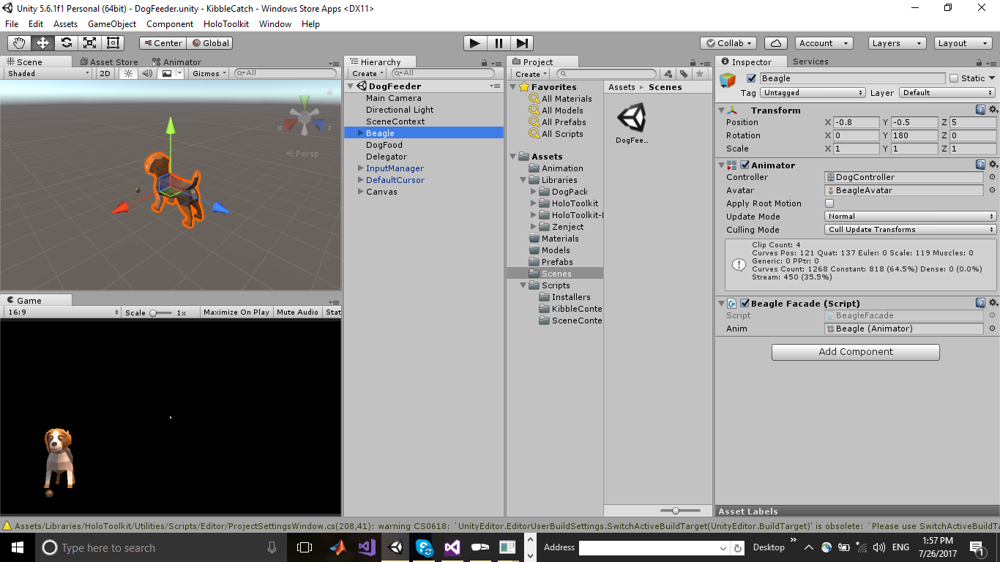 Unity 5.6.1f1 Personal (64bit) - DogFeeder.unity - KibbleCatch - Windows Store Apps <DX11>
File Edit Assets GameObject Component HoloToolkit Window Help
Center Global Collab Account Layers Layout
Scene Asset Store Animator
Shaded 2D Gizmos All
Persp
x z
Game
16:9 Scale 1x Maximize On Play Mute Audio Stat
Hierarchy
Create All
DogFeeder
Main Camera
Directional Light
SceneContext
Beagle
DogFood
Delegator
InputManager
DefaultCursor
Canvas
Project
Create
Favorites
All Materials
All Models
All Prefabs
All Scripts
Assets
Animation
Libraries
DogPack
HoloToolkit
HoloToolkit-
Zenject
Materials
Models
Prefabs
Scenes
Scripts
Installers
KibbleConte
SceneConte
Assets Scenes
DogFee...
Inspector Services
Beagle Static
Tag Untagged Layer Default
Transform
Position X -0.8 Y -0.5 Z 5
Rotation X 0 Y 180 Z 0
Scale X 1 Y 1 Z 1
Animator
Controller DogController
Avatar BeagleAvatar
Apply Root Motion
Update Mode Normal
Culling Mode Cull Update Transforms
Clip Count: 4
Curves Pos: 121 Quat: 137 Euler: 0 Scale: 119 Muscles: 0
Generic: 0 PPtr: 0
Curves Count: 1268 Constant: 818 (64.5%) Dense: 0 (0.0%)
Stream: 450 (35.5%)
Beagle Facade (Script)
Script BeagleFacade
Anim Beagle (Animator)
Add Component
Asset Labels
Assets/Libraries/HoloToolkit/Utilities/Scripts/Editor/ProjectSettingsWindow.cs(208,41): warning CS0618: `UnityEditor.EditorUserBuildSettings.SwitchActiveBuildTarget(UnityEditor.BuildTarget)' is obsolete: `Please use SwitchActiveBuildTa
Type here to search
Address
Desktop
ENG
1:57 PM
7/26/2017
1